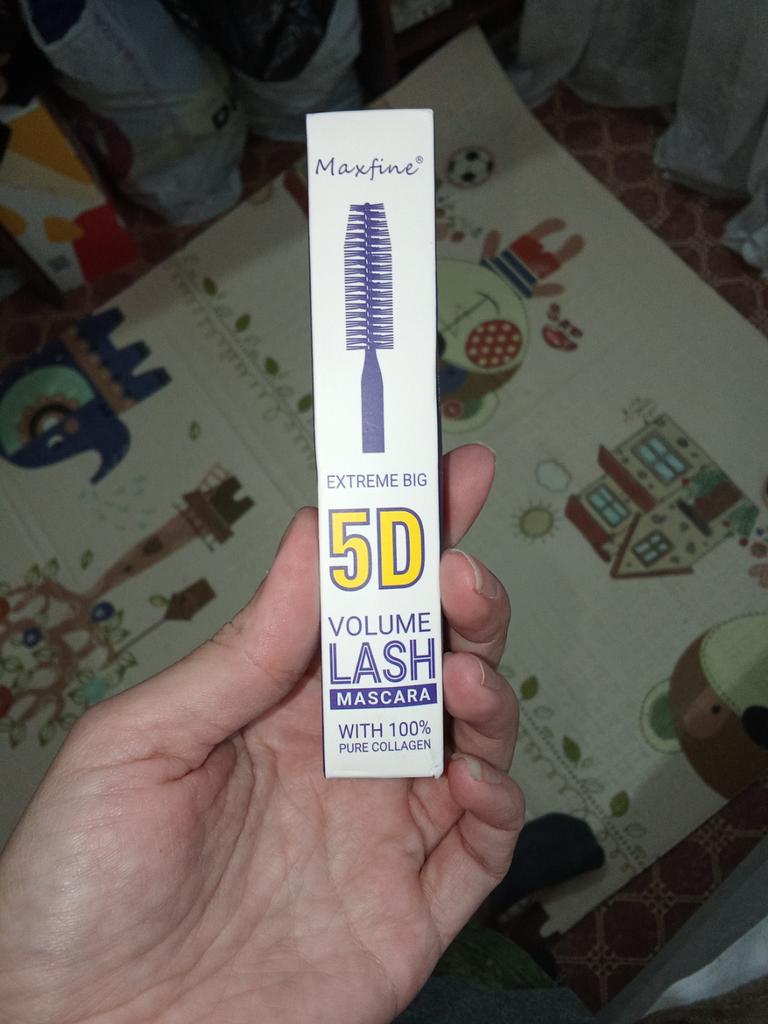 Maxfine®
EXTREME BIG
5D
VOLUME
LASH
MASCARA
WITH 100%
PURE COLLAGEN